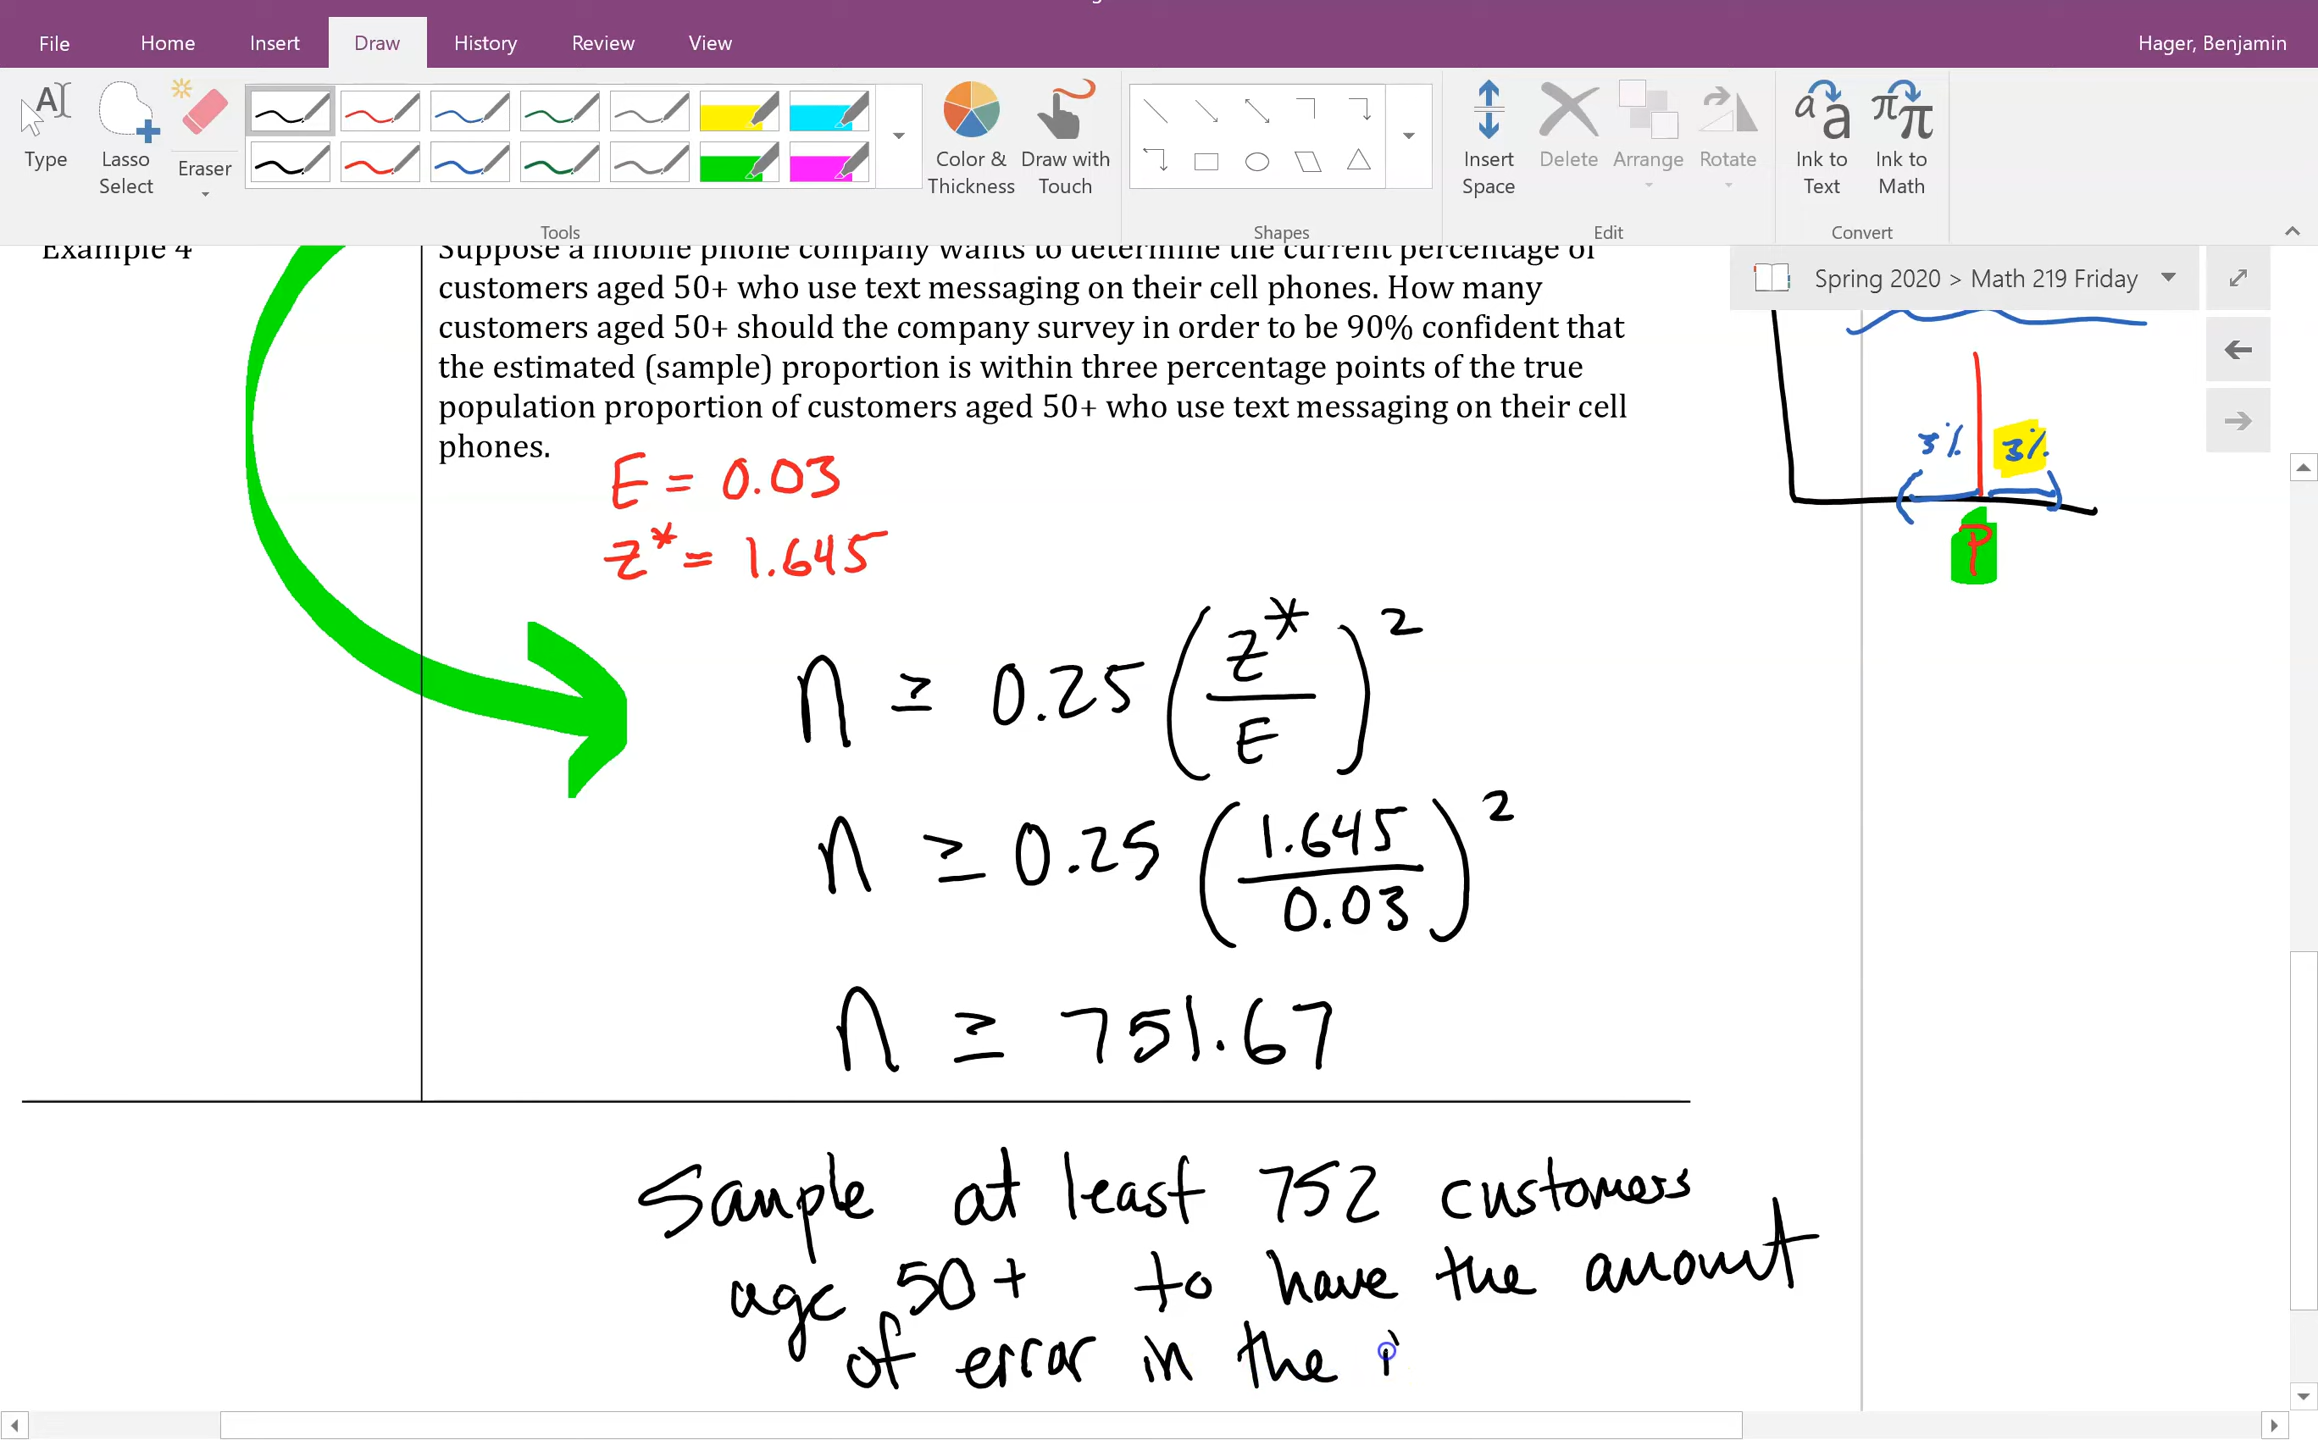 File Home Insert Draw History Review View Hager, Benjamin
Type
Lasso Select
Eraser
Color & Thickness
Draw with Touch
Insert Space
Delete
Arrange
Rotate
Ink to Text
Ink to Math
Tools Shapes Edit Convert
Spring 2020 > Math 219 Friday
Example 4
Suppose a mobile phone company wants to determine the current percentage of
customers aged 50+ who use text messaging on their cell phones. How many
customers aged 50+ should the company survey in order to be 90% confident that
the estimated (sample) proportion is within three percentage points of the true
population proportion of customers aged 50+ who use text messaging on their cell
phones.
3% 3%
P
E = 0.03
z* = 1.645
n ≥ 0.25 (z*/E)²
n ≥ 0.25 (1.645/0.03)²
n ≥ 751.67
Sample at least 752 customers
age 50+ to have the amount
of error in the